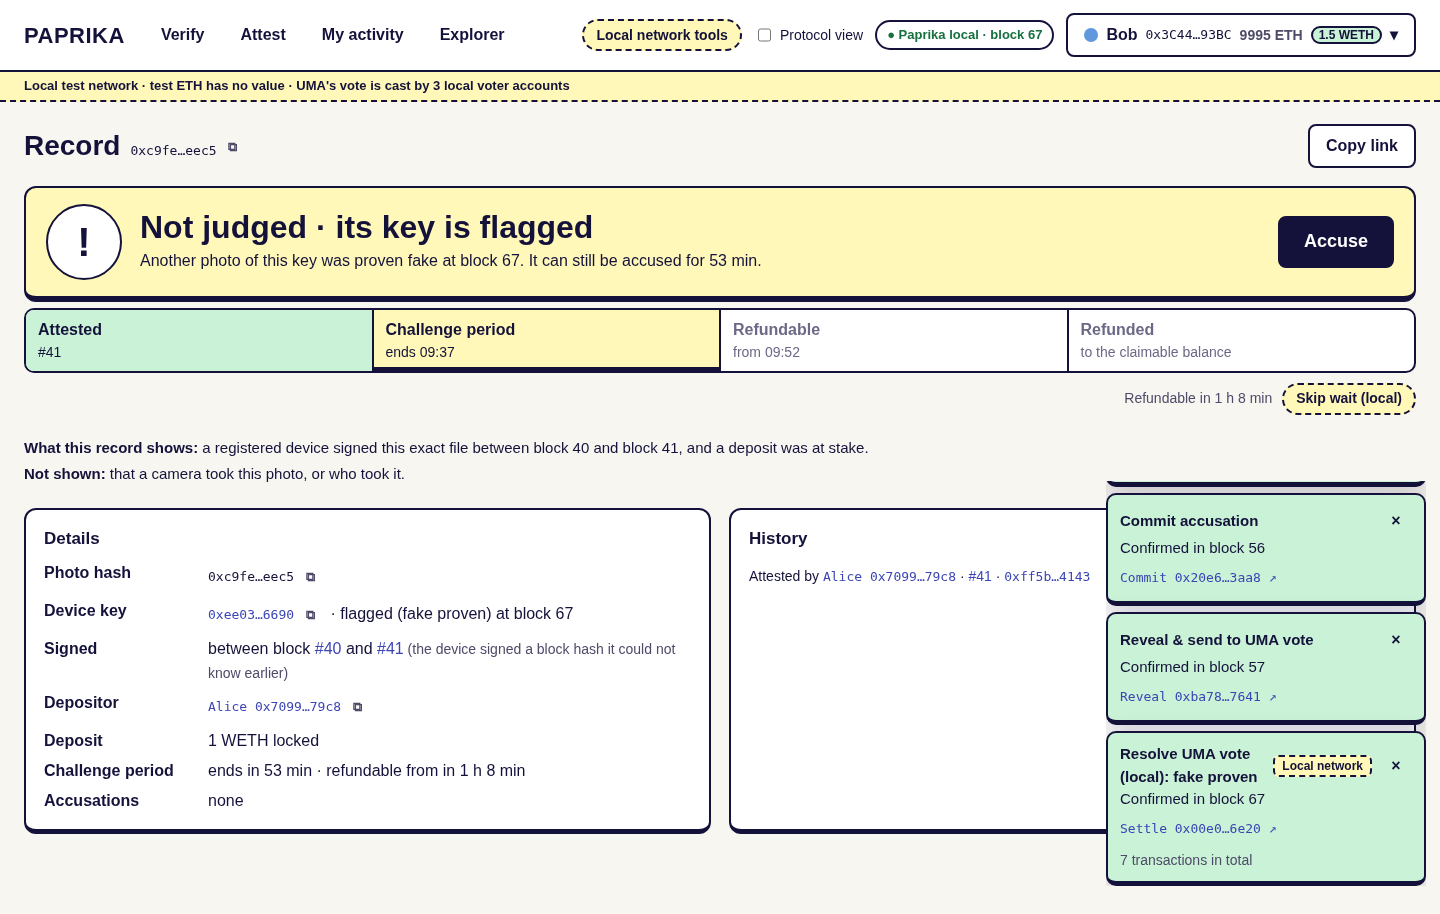 PAPRIKA Verify Attest My activity Explorer Local network tools Protocol view ● Paprika local · block 67 Bob 0x3C44…93BC 9995 ETH 1.5 WETH ▾
Local test network · test ETH has no value · UMA's vote is cast by 3 local voter accounts
Record 0xc9fe…eec5 ⧉ Copy link
! Not judged · its key is flagged
Another photo of this key was proven fake at block 67. It can still be accused for 53 min.
Accuse
Attested
#41
Challenge period
ends 09:37
Refundable
from 09:52
Refunded
to the claimable balance
Refundable in 1 h 8 min Skip wait (local)
What this record shows: a registered device signed this exact file between block 40 and block 41, and a deposit was at stake.
Not shown: that a camera took this photo, or who took it.
Details
Photo hash 0xc9fe…eec5 ⧉
Device key 0xee03…6690 ⧉ · flagged (fake proven) at block 67
Signed between block #40 and #41 (the device signed a block hash it could not
know earlier)
Depositor Alice 0x7099…79c8 ⧉
Deposit 1 WETH locked
Challenge period ends in 53 min · refundable from in 1 h 8 min
Accusations none
History
Attested by Alice 0x7099…79c8 · #41 · 0xff5b…4143
Commit accusation ×
Confirmed in block 56
Commit 0x20e6…3aa8 ↗
Reveal & send to UMA vote ×
Confirmed in block 57
Reveal 0xba78…7641 ↗
Resolve UMA vote
(local): fake proven Local network ×
Confirmed in block 67
Settle 0x00e0…6e20 ↗
7 transactions in total